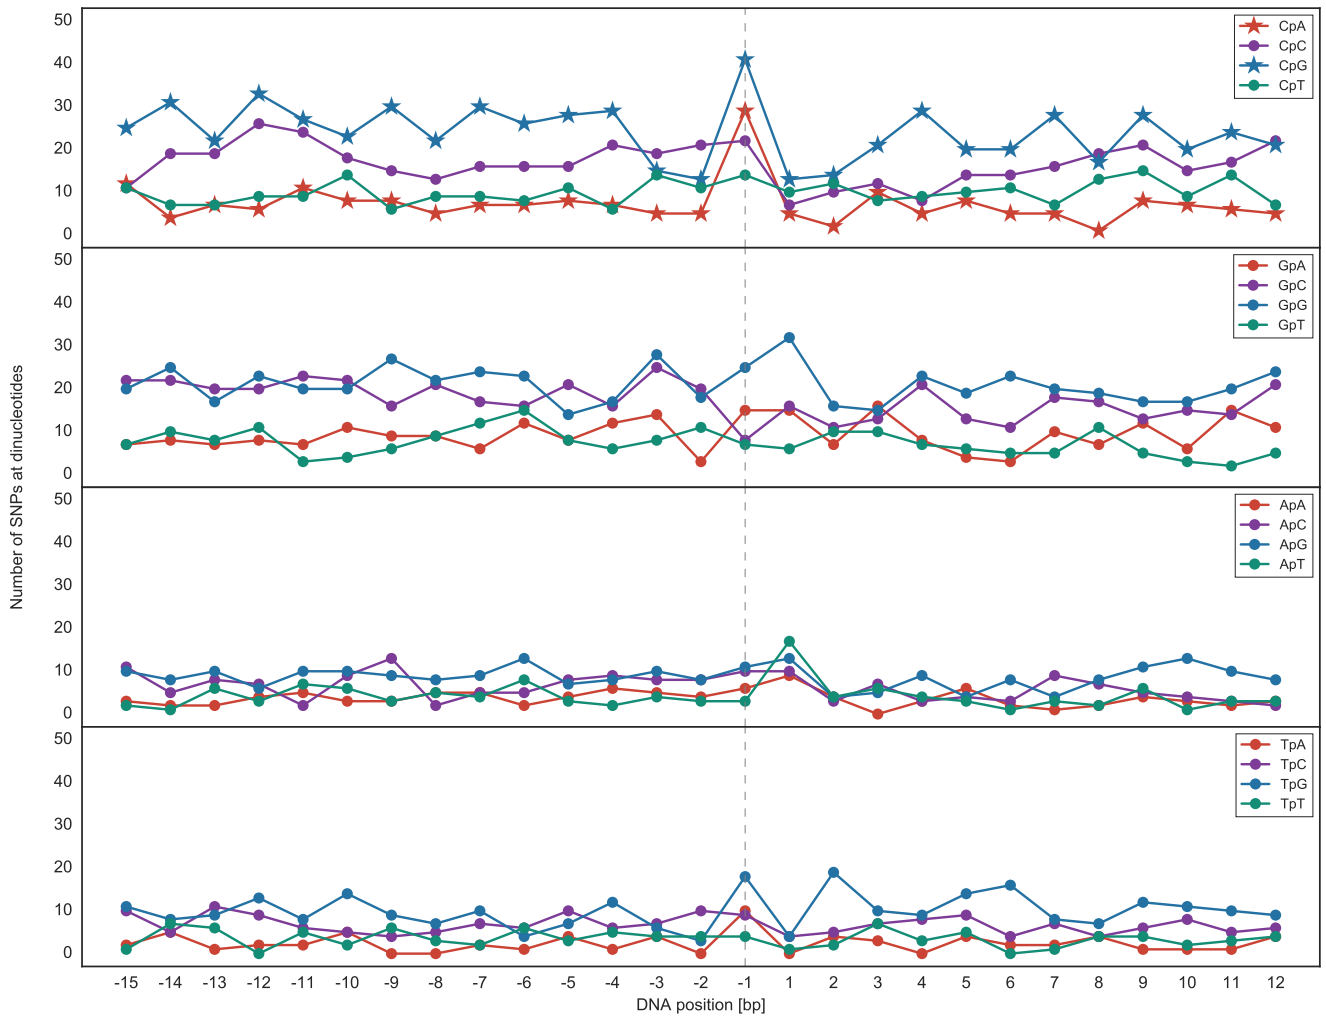 50
40
30
20
10
0
CpA
CpC
CpG
CpT
50
40
30
20
10
0
GpA
GpC
GpG
GpT
50
40
30
20
10
0
ApA
ApC
ApG
ApT
50
40
30
20
10
0
TpA
TpC
TpG
TpT
Number of SNPs at dinucleotides
-15 -14 -13 -12 -11 -10 -9 -8 -7 -6 -5 -4 -3 -2 -1 1 2 3 4 5 6 7 8 9 10 11 12
DNA position [bp]